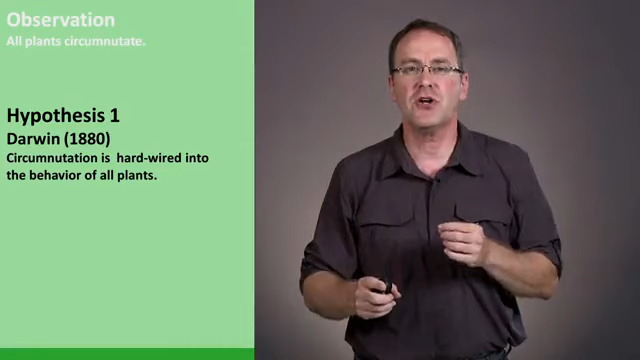 Observation
All plants circumnutate.
Hypothesis 1
Darwin (1880)
Circumnutation is hard-wired into
the behavior of all plants.